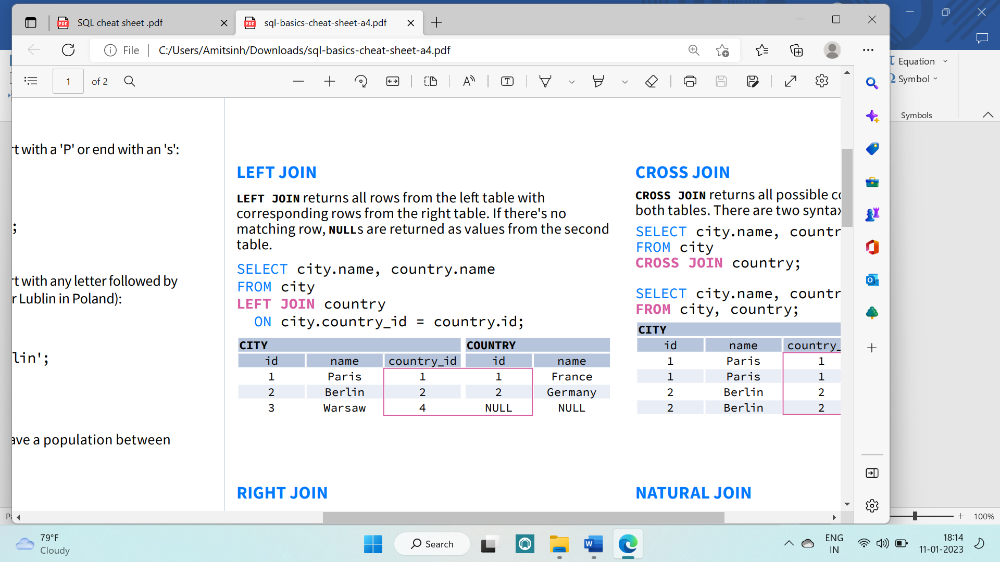 SQL cheat sheet .pdf
sql-basics-cheat-sheet-a4.pdf
File
C:/Users/Amitsinh/Downloads/sql-basics-cheat-sheet-a4.pdf
1
of 2
Equation
Symbol
Symbols
rt with a 'P' or end with an 's':
;
rt with any letter followed by
r Lublin in Poland):
lin';
ave a population between
LEFT JOIN
LEFT JOIN returns all rows from the left table with
corresponding rows from the right table. If there's no
matching row, NULLs are returned as values from the second
table.
SELECT city.name, country.name
FROM city
LEFT JOIN country
ON city.country_id = country.id;
CITY COUNTRY
id name country_id id name
1 Paris 1 1 France
2 Berlin 2 2 Germany
3 Warsaw 4 NULL NULL
RIGHT JOIN
CROSS JOIN
CROSS JOIN returns all possible co
both tables. There are two syntax
SELECT city.name, countr
FROM city
CROSS JOIN country;
SELECT city.name, countr
FROM city, country;
CITY
id name country_
1 Paris 1
1 Paris 1
2 Berlin 2
2 Berlin 2
NATURAL JOIN
100%
79°F
Cloudy
Search
ENG
IN
18:14
11-01-2023